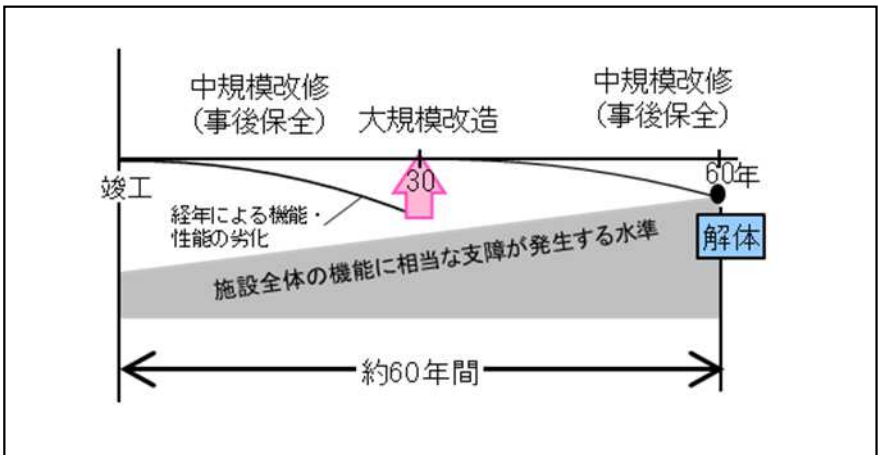 中規模改修
（事後保全）
大規模改造
中規模改修
（事後保全）
竣工
30
60年
経年による機能・
性能の劣化
解体
施設全体の機能に相当な支障が発生する水準
約60年間